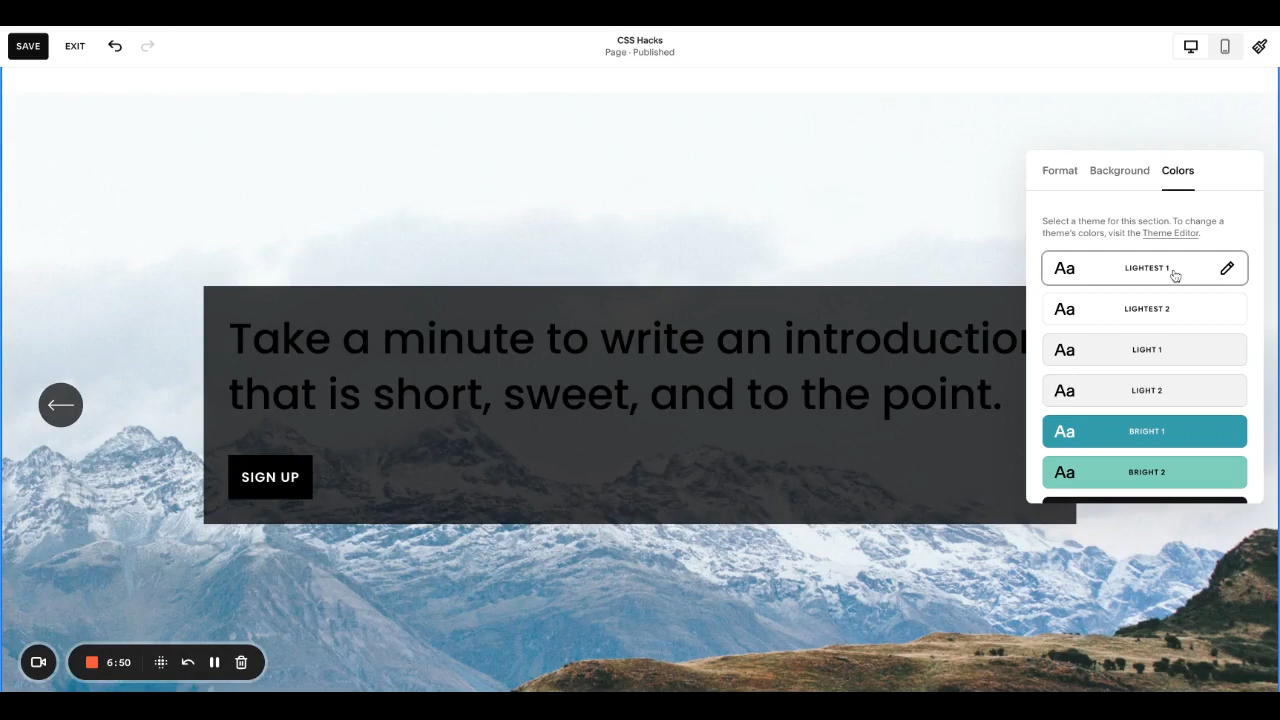 SAVE
EXIT
CSS Hacks
Page · Published
Format
Background
Colors
Select a theme for this section. To change a
theme's colors, visit the Theme Editor.
Aa
LIGHTEST 1
Aa
LIGHTEST 2
Aa
LIGHT 1
Aa
LIGHT 2
Aa
BRIGHT 1
Aa
BRIGHT 2
Take a minute to write an introduction
that is short, sweet, and to the point.
SIGN UP
6:50